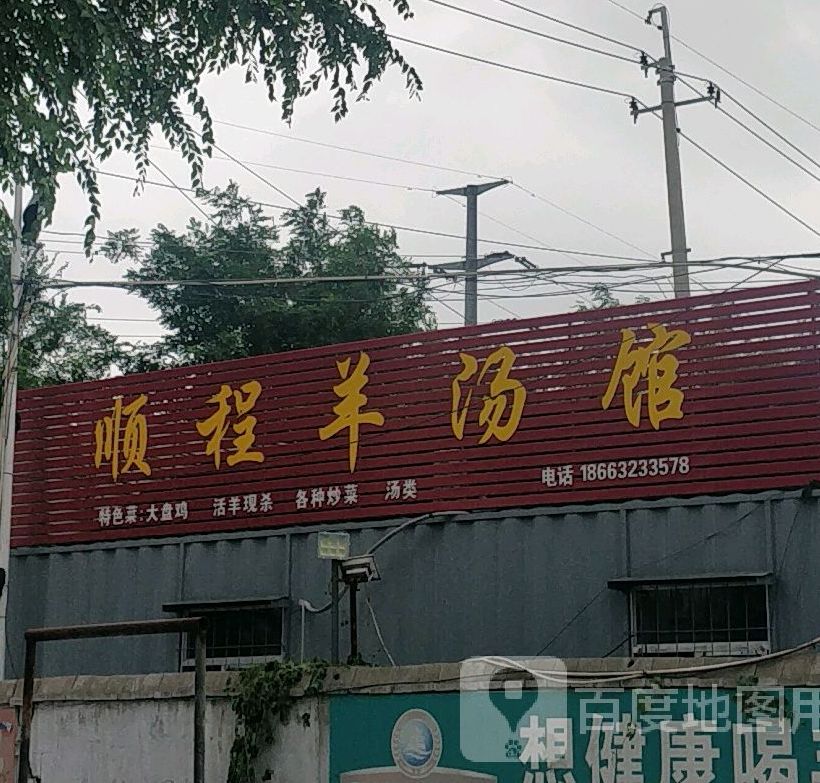 顺程羊汤馆
特色菜:大盘鸡 活羊现杀 各种炒菜 汤类
电话 18663233578
想健康喝
百度地图用